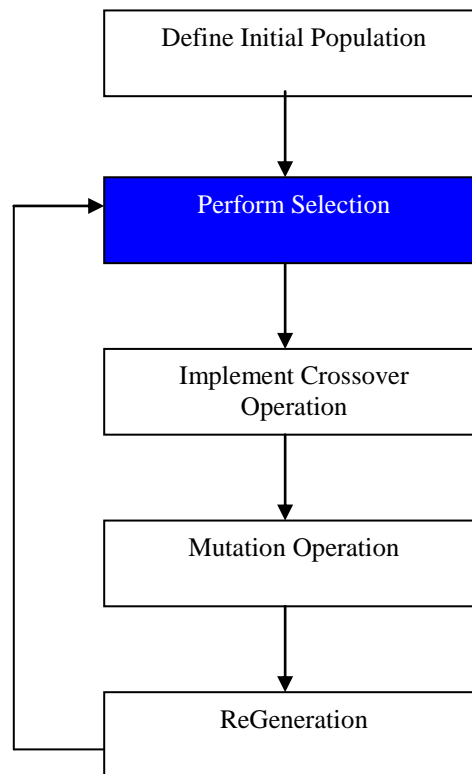 Define Initial Population
Perform Selection
Implement Crossover
Operation
Mutation Operation
ReGeneration